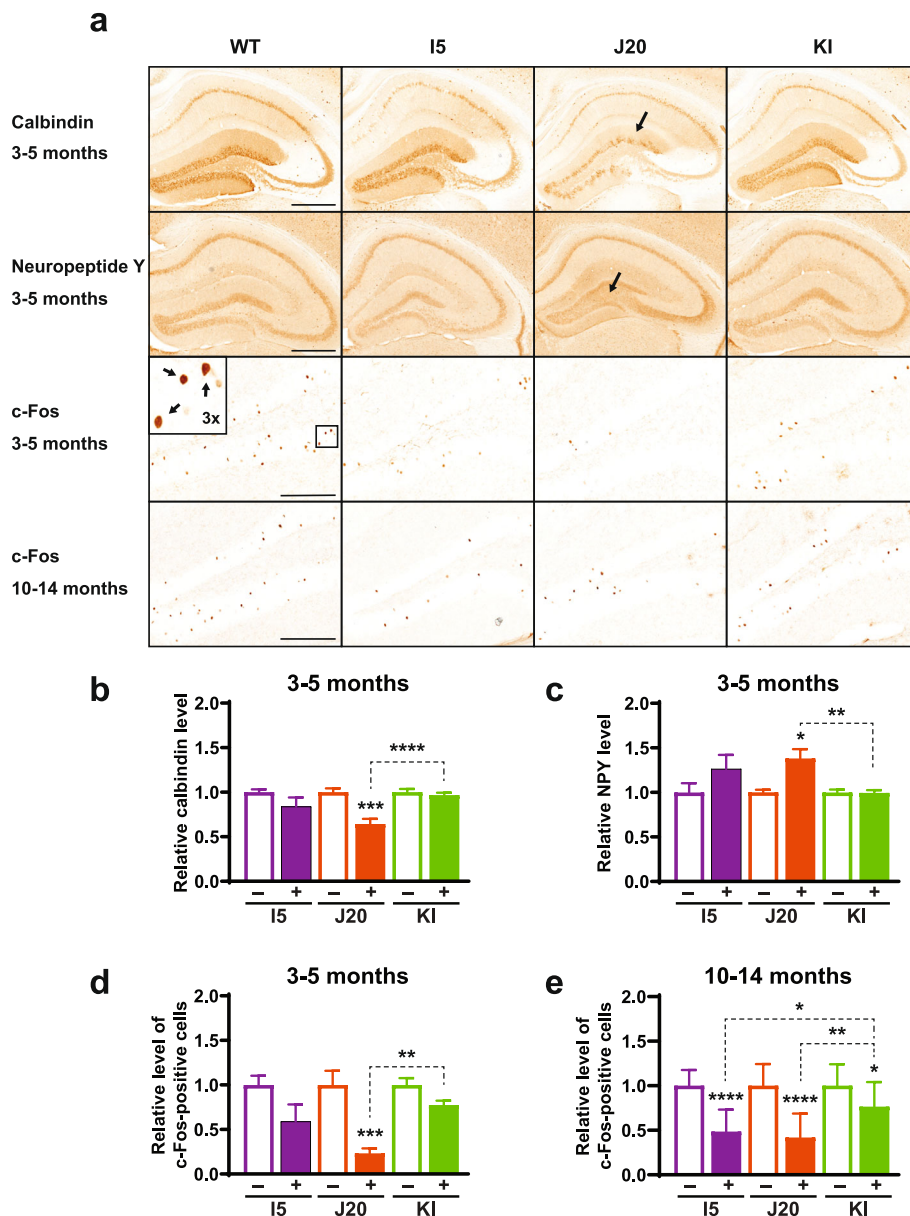 a
WT I5 J20 KI
Calbindin
3-5 months
Neuropeptide Y
3-5 months
c-Fos
3-5 months
3x
c-Fos
10-14 months
b
3-5 months
Relative calbindin level
2.0
1.5
1.0
0.5
0.0
****
***
– + – + – +
I5 J20 KI
c
3-5 months
Relative NPY level
2.0
1.5
1.0
0.5
0.0
**
*
– + – + – +
I5 J20 KI
d
3-5 months
Relative level of
c-Fos-positive cells
2.0
1.5
1.0
0.5
0.0
**
***
– + – + – +
I5 J20 KI
e
10-14 months
Relative level of
c-Fos-positive cells
2.0
1.5
1.0
0.5
0.0
*
**
**** **** *
– + – + – +
I5 J20 KI